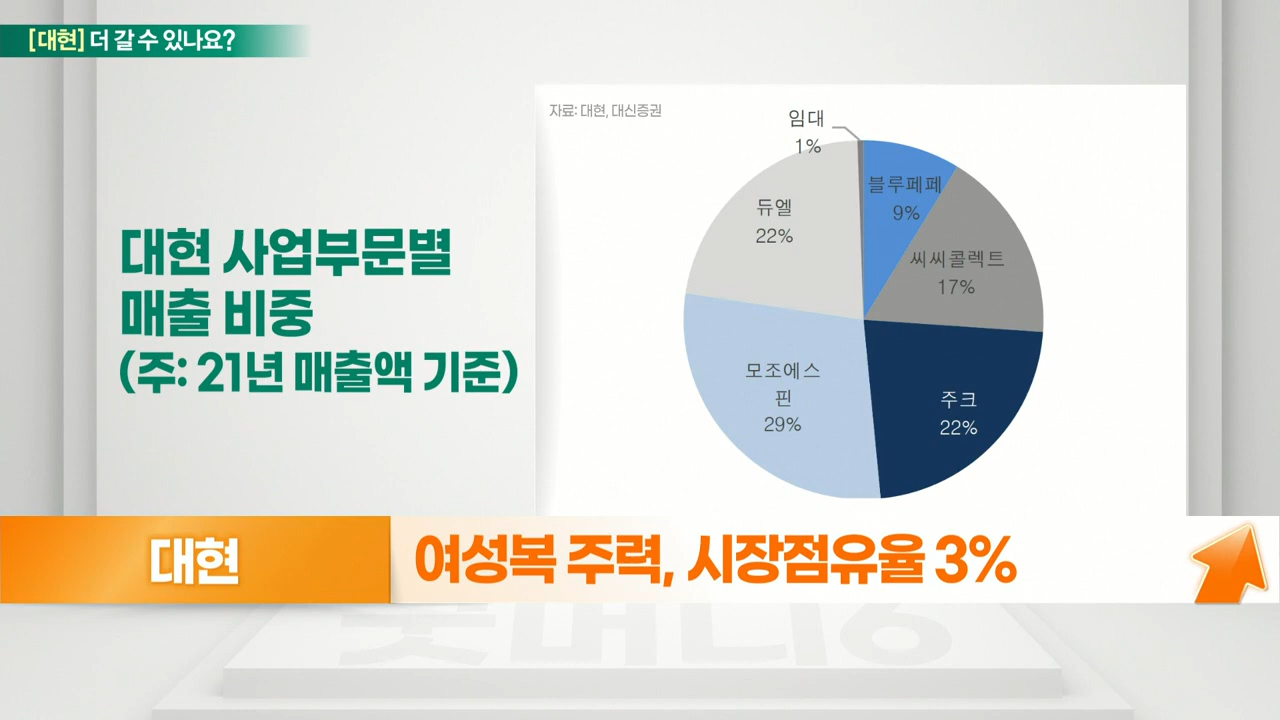 [대현] 더 갈 수 있나요?
자료: 대현, 대신증권
대현 사업부문별
매출 비중
(주: 21년 매출액 기준)
임대
1%
블루페페
9%
씨씨콜렉트
17%
주크
22%
모조에스
핀
29%
듀엘
22%
대현
여성복 주력, 시장점유율 3%
머니6